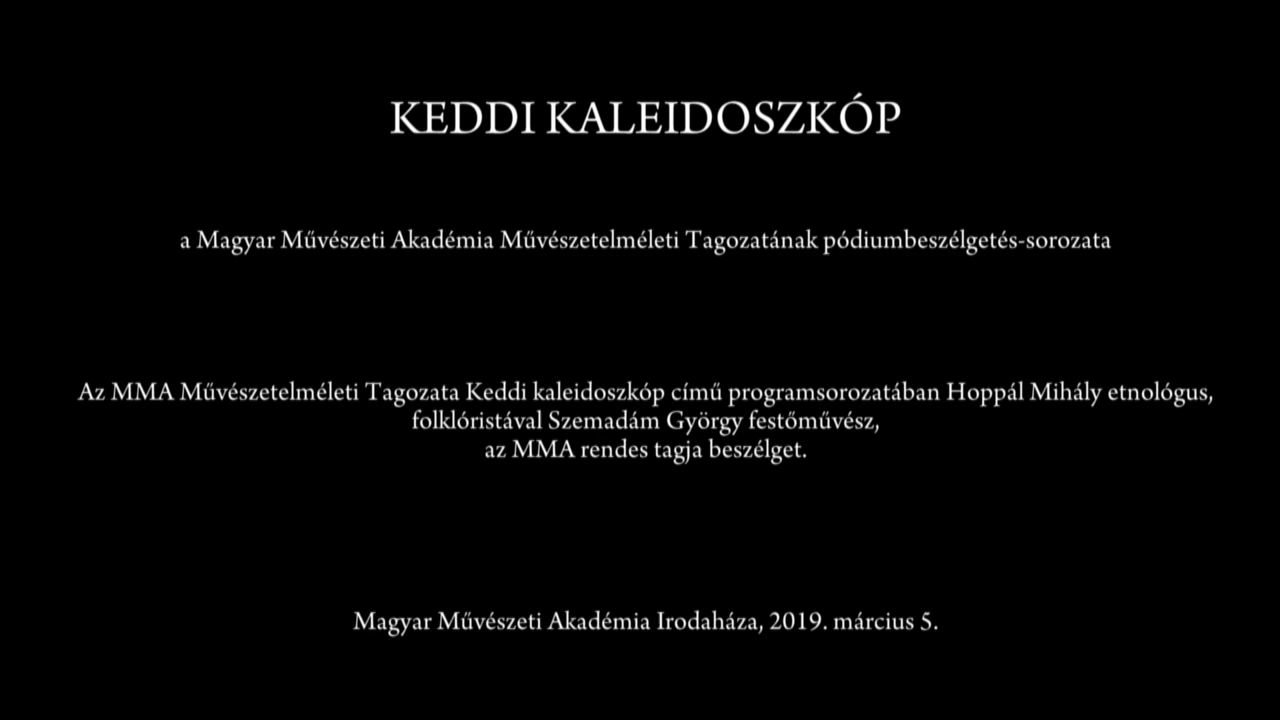 KEDDI KALEIDOSZKÓP
a Magyar Művészeti Akadémia Művészetelméleti Tagozatának pódiumbeszélgetés-sorozata
Az MMA Művészetelméleti Tagozata Keddi kaleidoszkóp című programsorozatában Hoppál Mihály etnológus,
folklóristával Szemadám György festőművész,
az MMA rendes tagja beszélget.
Magyar Művészeti Akadémia Irodaháza, 2019. március 5.